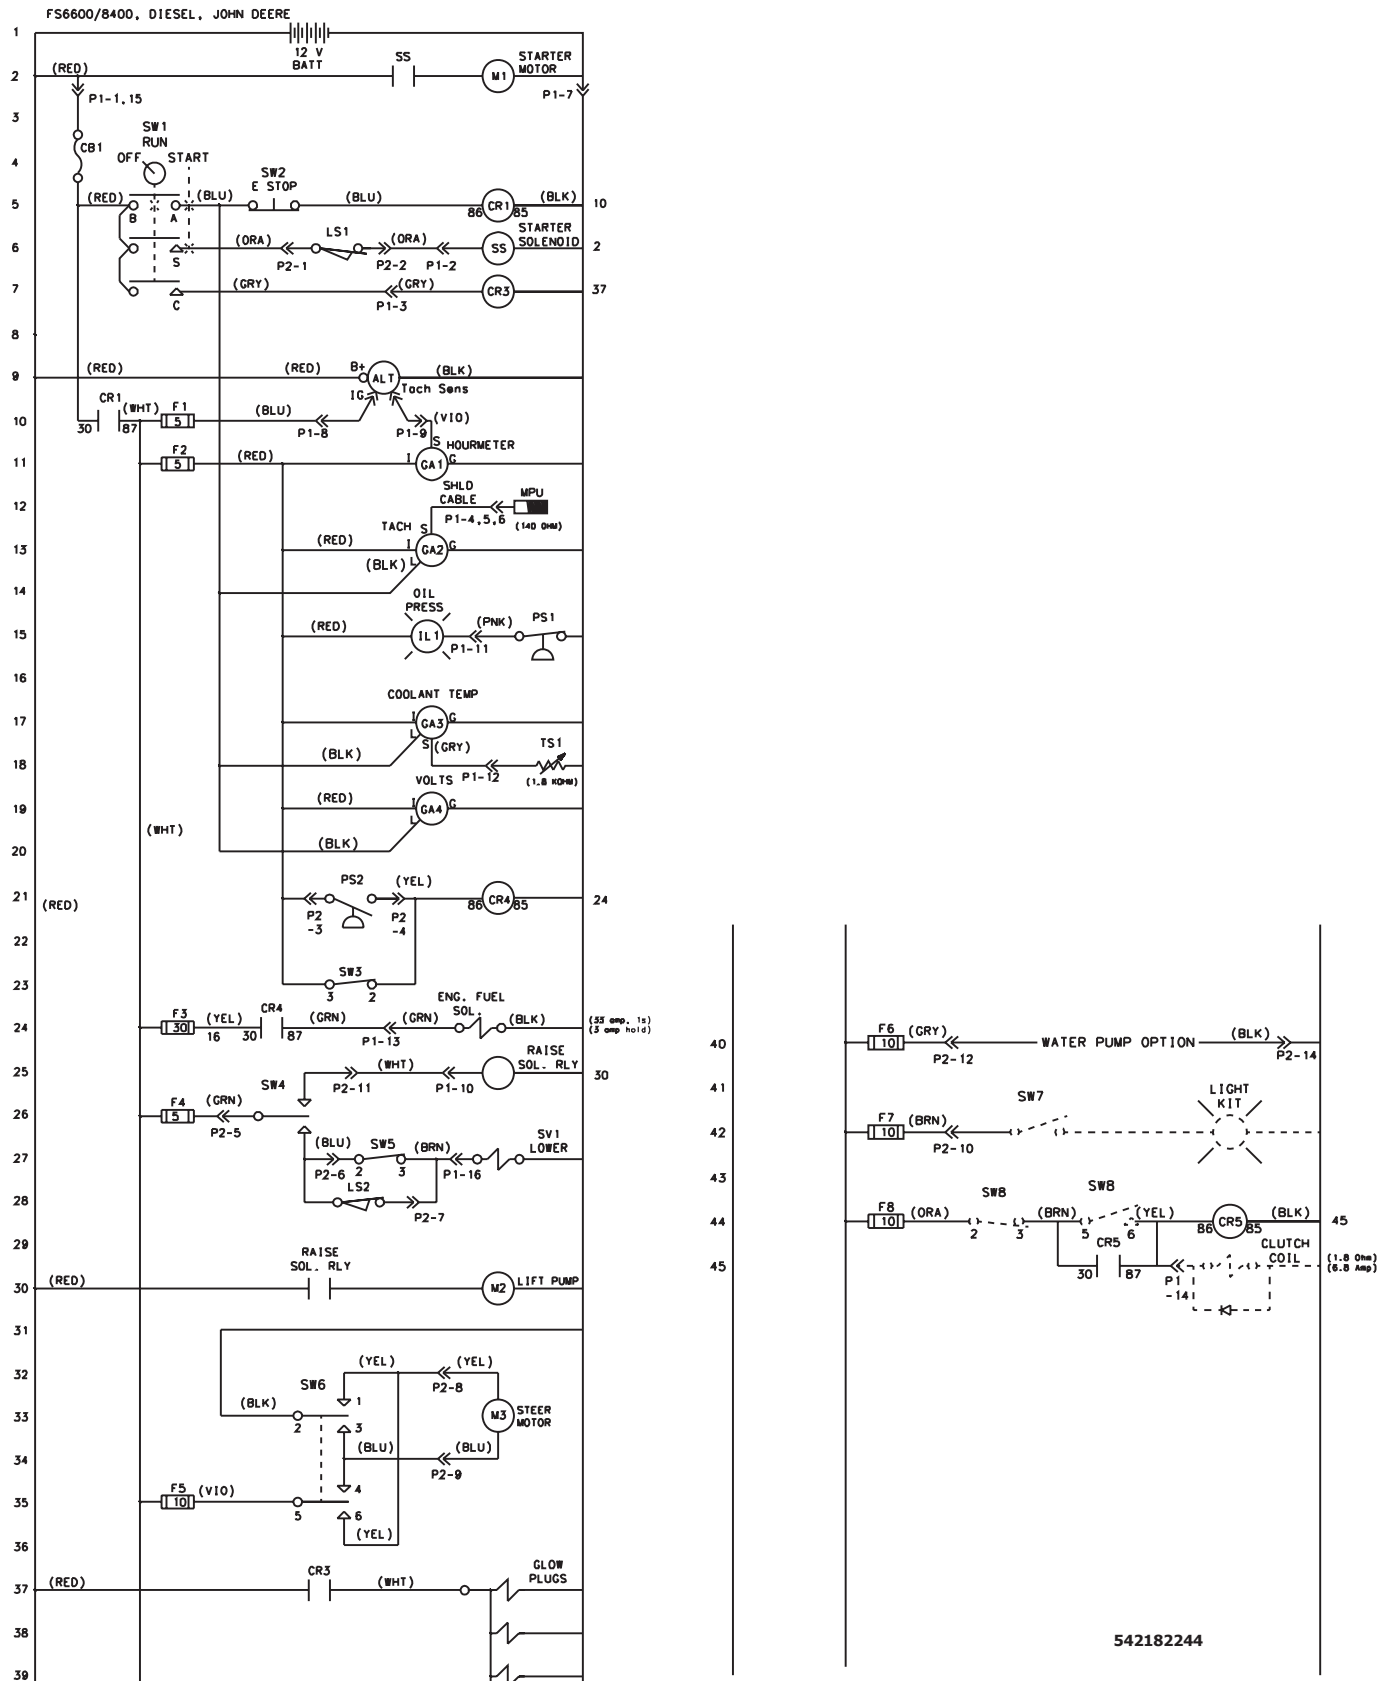 FS6600/8400, DIESEL, JOHN DEERE
1
12 V
BATT
SS
STARTER
MOTOR
2
(RED)
M1
P1-1,15
P1-7
3
SW1
RUN
CB1
4
OFF
START
SW2
E STOP
5
(RED)
B
A
(BLU)
(BLU)
86
CR1
85
(BLK)
10
LS1
STARTER
SOLENOID
6
S
(ORA)
P2-1
P2-2
(ORA)
P1-2
SS
2
7
C
(GRY)
P1-3
(GRY)
CR3
37
8
9
(RED)
(RED)
B+
ALT
(BLK)
IG
Tach Sens
CR1
10
30
87
(WHT)
F1
5
(BLU)
P1-8
P1-9
(VIO)
11
F2
5
(RED)
S
HOURMETER
I
GA1
G
12
SHLD
CABLE
MPU
P1-4,5,6
(140 OHM)
13
TACH
S
(RED)
I
GA2
G
(BLK)
L
14
OIL
PRESS
15
(RED)
IL1
(PNK)
P1-11
PS1
16
COOLANT TEMP
17
I
GA3
G
L
S
(GRY)
18
(BLK)
P1-12
TS1
(1.8 KOHM)
VOLTS
19
(RED)
I
GA4
G
L
(WHT)
20
(BLK)
21
(RED)
PS2
P2
-3
P2
-4
(YEL)
86
CR4
85
24
22
23
SW3
3
2
24
F3
30
(YEL)
16
CR4
30
87
(GRN)
P1-13
(GRN)
ENG. FUEL
SOL.
(BLK)
(55 amp, 1s)
(3 amp hold)
25
P2-11
(WHT)
P1-10
RAISE
SOL. RLY
30
SW4
26
F4
5
(GRN)
P2-5
27
(BLU)
P2-6
SW5
2
3
(BRN)
P1-16
SV1
LOWER
28
LS2
P2-7
29
RAISE
SOL. RLY
30
(RED)
M2
LIFT PUMP
31
32
(YEL)
(YEL)
P2-8
SW6
33
(BLK)
2
1
3
M3
STEER
MOTOR
34
(BLU)
(BLU)
P2-9
35
F5
10
(VIO)
5
4
6
36
(YEL)
37
(RED)
CR3
(WHT)
GLOW
PLUGS
38
39
40
F6
10
(GRY)
P2-12
WATER PUMP OPTION
(BLK)
P2-14
41
42
F7
10
(BRN)
P2-10
SW7
LIGHT
KIT
43
44
F8
10
(ORA)
SW8
2
3
(BRN)
SW8
5
6
(YEL)
86
CR5
85
(BLK)
45
45
CR5
30
87
P1
-14
CLUTCH
COIL
(1.8 Ohm)
(6.8 Amp)
542182244